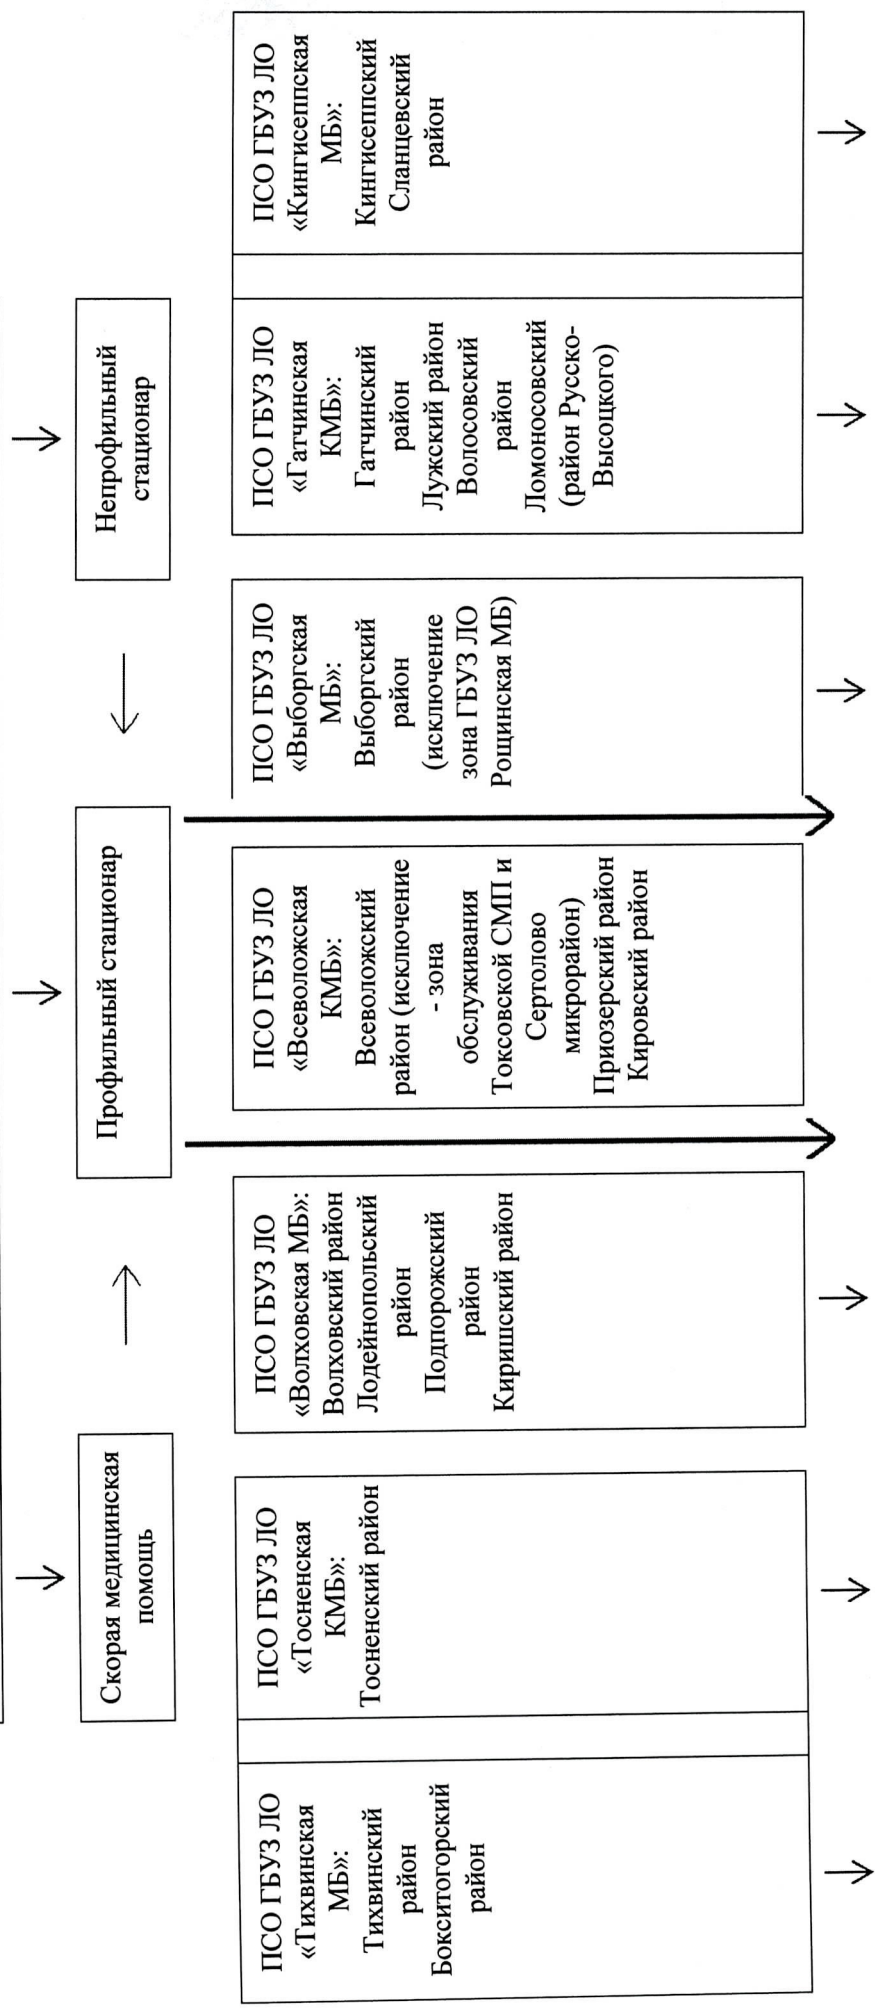 Скорая медицинская
помощь
Профильный стационар
Непрофильный
стационар
ПСО ГБУЗ ЛО
«Тихвинская
МБ»:
Тихвинский
район
Бокситогорский
район
ПСО ГБУЗ ЛО
«Тосненская
КМБ»:
Тосненский район
ПСО ГБУЗ ЛО
«Волховская МБ»:
Волховский район
Лодейнопольский
район
Подпорожский
район
Киришский район
ПСО ГБУЗ ЛО
«Всеволожская
КМБ»:
Всеволожский
район (исключение
- зона
обслуживания
Токсовской СМП и
Сертолово
микрорайон)
Приозерский район
Кировский район
ПСО ГБУЗ ЛО
«Выборгская
МБ»:
Выборгский
район
(исключение
зона ГБУЗ ЛО
Рощинская МБ)
ПСО ГБУЗ ЛО
«Гатчинская
КМБ»:
Гатчинский
район
Лужский район
Волосовский
район
Ломоносовский
(район Русско-
Высоцкого)
ПСО ГБУЗ ЛО
«Кингисеппская
МБ»:
Кингисеппский
Сланцевский
район